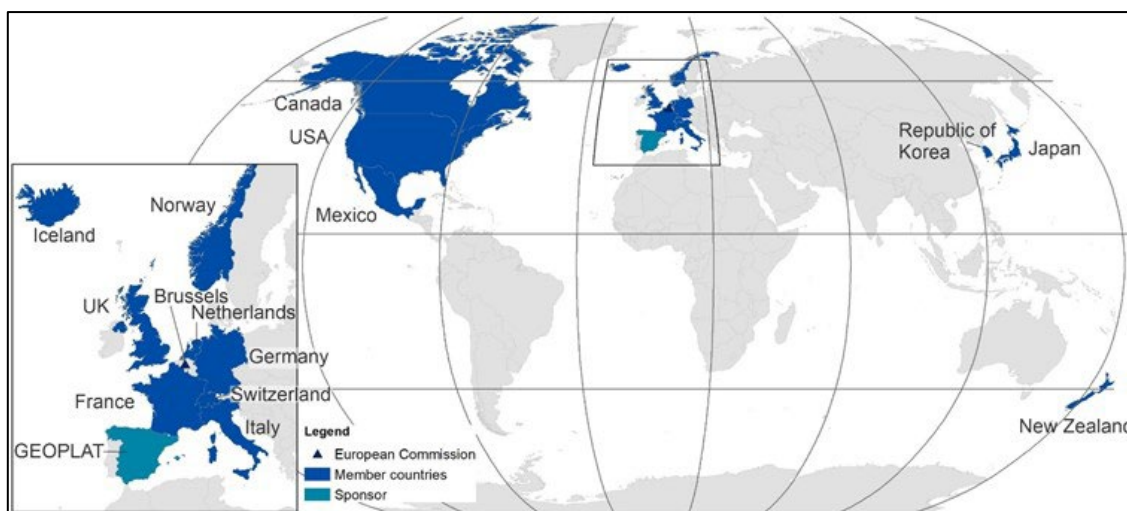 Canada
USA
Mexico
Republic of
Korea
Japan
New Zealand
Iceland
Norway
Brussels
UK
Netherlands
Germany
Switzerland
France
Italy
GEOPLAT
Legend
European Commission
Member countries
Sponsor